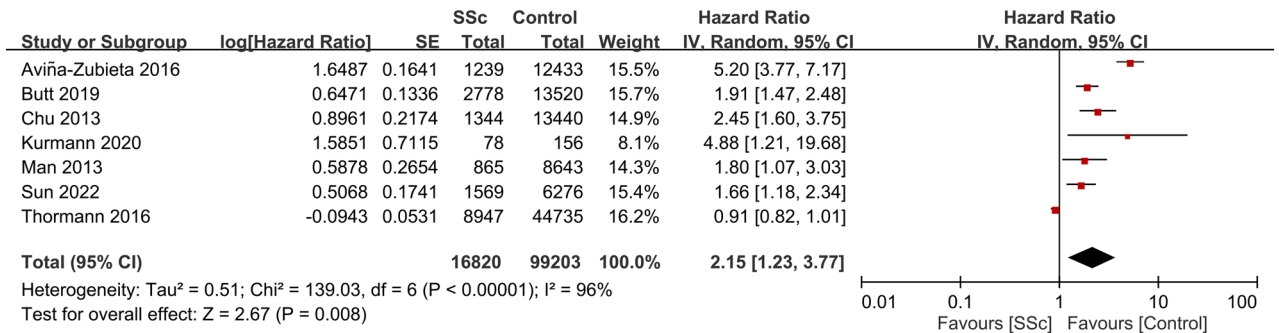 SSc Control Hazard Ratio Hazard Ratio
Study or Subgroup log[Hazard Ratio] SE Total Total Weight IV, Random, 95% CI IV, Random, 95% CI
Aviña-Zubieta 2016 1.6487 0.1641 1239 12433 15.5% 5.20 [3.77, 7.17]
Butt 2019 0.6471 0.1336 2778 13520 15.7% 1.91 [1.47, 2.48]
Chu 2013 0.8961 0.2174 1344 13440 14.9% 2.45 [1.60, 3.75]
Kurmann 2020 1.5851 0.7115 78 156 8.1% 4.88 [1.21, 19.68]
Man 2013 0.5878 0.2654 865 8643 14.3% 1.80 [1.07, 3.03]
Sun 2022 0.5068 0.1741 1569 6276 15.4% 1.66 [1.18, 2.34]
Thormann 2016 -0.0943 0.0531 8947 44735 16.2% 0.91 [0.82, 1.01]
Total (95% CI) 16820 99203 100.0% 2.15 [1.23, 3.77]
Heterogeneity: Tau² = 0.51; Chi² = 139.03, df = 6 (P < 0.00001); I² = 96%
Test for overall effect: Z = 2.67 (P = 0.008)
0.01 0.1 1 10 100
Favours [SSc] Favours [Control]